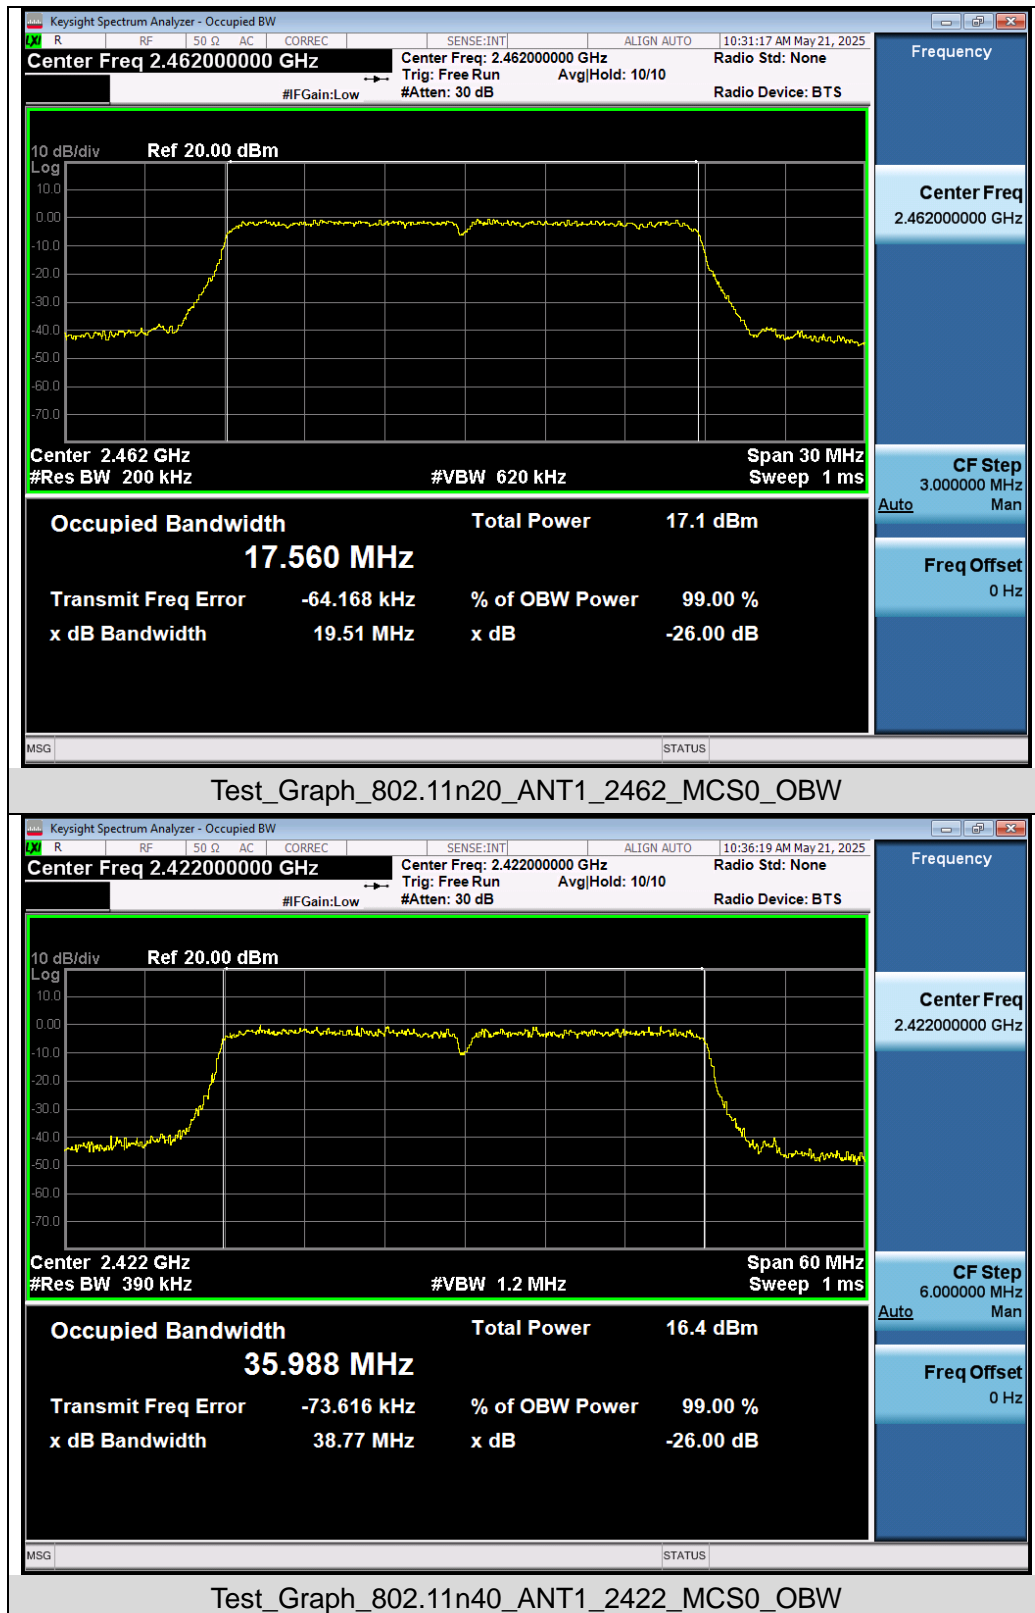 Keysight Spectrum Analyzer - Occupied BW
LXI R RF 50 Ω AC CORREC SENSE:INT ALIGN AUTO 10:31:17 AM May 21, 2025
Center Freq 2.462000000 GHz
Center Freq: 2.462000000 GHz Radio Std: None
Trig: Free Run Avg|Hold: 10/10
#IFGain:Low #Atten: 30 dB Radio Device: BTS
10 dB/div Ref 20.00 dBm
Log
10.0
0.00
-10.0
-20.0
-30.0
-40.0
-50.0
-60.0
-70.0
Center 2.462 GHz Span 30 MHz
#Res BW 200 kHz #VBW 620 kHz Sweep 1 ms
Occupied Bandwidth Total Power 17.1 dBm
17.560 MHz
Transmit Freq Error -64.168 kHz % of OBW Power 99.00 %
x dB Bandwidth 19.51 MHz x dB -26.00 dB
MSG STATUS
Frequency
Center Freq
2.462000000 GHz
CF Step
3.000000 MHz
Auto Man
Freq Offset
0 Hz
Test_Graph_802.11n20_ANT1_2462_MCS0_OBW
Keysight Spectrum Analyzer - Occupied BW
LXI R RF 50 Ω AC CORREC SENSE:INT ALIGN AUTO 10:36:19 AM May 21, 2025
Center Freq 2.422000000 GHz
Center Freq: 2.422000000 GHz Radio Std: None
Trig: Free Run Avg|Hold: 10/10
#IFGain:Low #Atten: 30 dB Radio Device: BTS
10 dB/div Ref 20.00 dBm
Log
10.0
0.00
-10.0
-20.0
-30.0
-40.0
-50.0
-60.0
-70.0
Center 2.422 GHz Span 60 MHz
#Res BW 390 kHz #VBW 1.2 MHz Sweep 1 ms
Occupied Bandwidth Total Power 16.4 dBm
35.988 MHz
Transmit Freq Error -73.616 kHz % of OBW Power 99.00 %
x dB Bandwidth 38.77 MHz x dB -26.00 dB
MSG STATUS
Frequency
Center Freq
2.422000000 GHz
CF Step
6.000000 MHz
Auto Man
Freq Offset
0 Hz
Test_Graph_802.11n40_ANT1_2422_MCS0_OBW